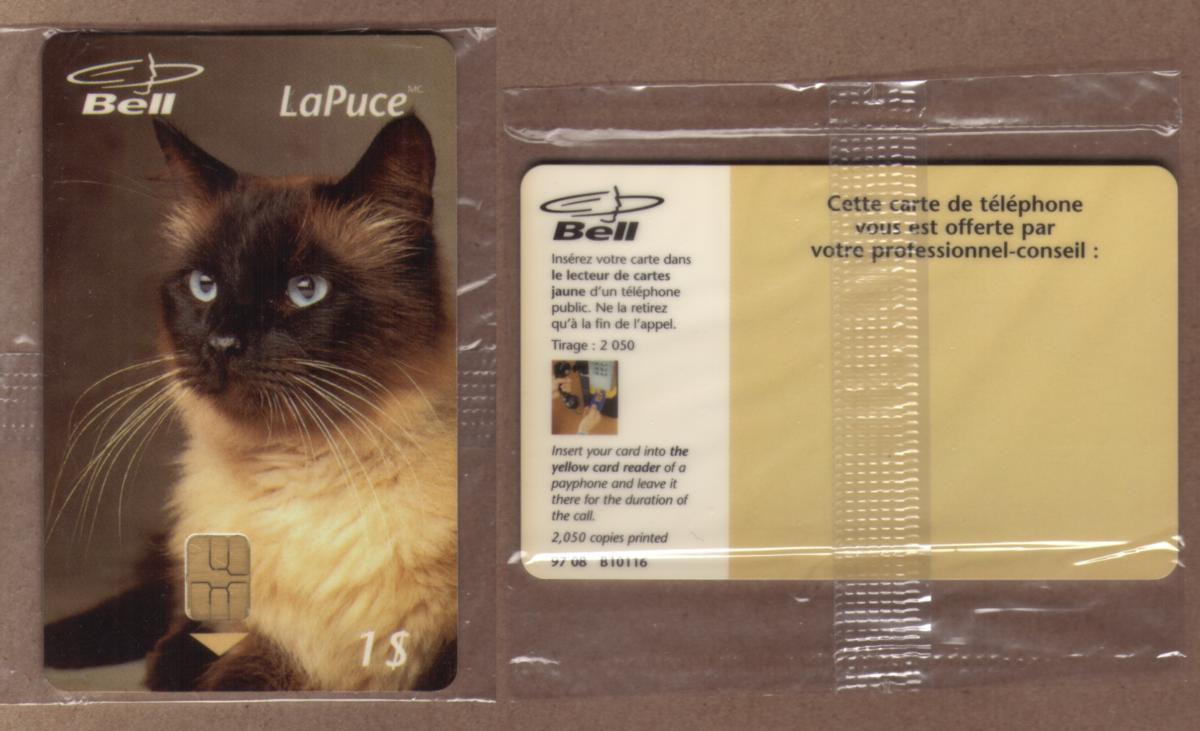 Bell
LaPuce MC
1$
Bell
Insérez votre carte dans
le lecteur de cartes
jaune d'un téléphone
public. Ne la retirez
qu'à la fin de l'appel.
Tirage : 2 050
Insert your card into the
yellow card reader of a
payphone and leave it
there for the duration of
the call.
2,050 copies printed
97 08 B10116
Cette carte de téléphone
vous est offerte par
votre professionnel-conseil :